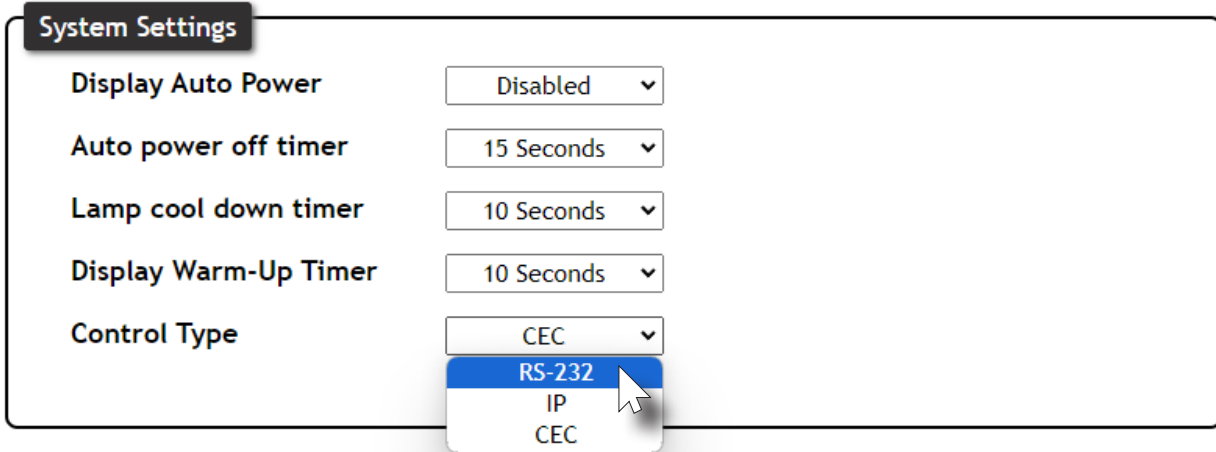 System Settings
Display Auto Power Disabled
Auto power off timer 15 Seconds
Lamp cool down timer 10 Seconds
Display Warm-Up Timer 10 Seconds
Control Type CEC
RS-232
IP
CEC